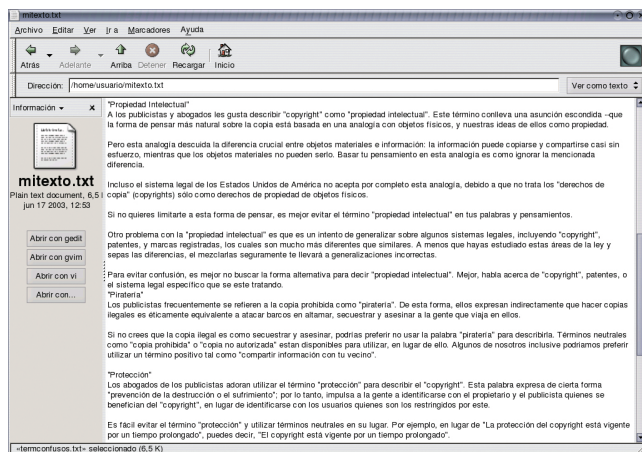 mitexto.txt
Archivo Editar Ver Ir a Marcadores Ayuda
Atrás Adelante Arriba Detener Recargar Inicio
Dirección: /home/usuario/mitexto.txt Ver como texto
Información x
mitexto.txt
Plain text document, 6,5
jun 17 2003, 12:53
Abrir con gedit
Abrir con gvim
Abrir con vi
Abrir con...
"Propiedad Intelectual"
A los publicistas y abogados les gusta describir "copyright" como "propiedad intelectual". Este término conlleva una asunción escondida --que
la forma de pensar más natural sobre la copia está basada en una analogía con objetos físicos, y nuestras ideas de ellos como propiedad.
Pero esta analogía descuida la diferencia crucial entre objetos materiales e información: la información puede copiarse y compartirse casi sin
esfuerzo, mientras que los objetos materiales no pueden serlo. Basar tu pensamiento en esta analogía es como ignorar la mencionada
diferencia.
Incluso el sistema legal de los Estados Unidos de América no acepta por completo esta analogía, debido a que no trata los "derechos de
copia" (copyrights) sólo como derechos de propiedad de objetos físicos.
Si no quieres limitarte a esta forma de pensar, es mejor evitar el término "propiedad intelectual" en tus palabras y pensamientos.
Otro problema con la "propiedad intelectual" es que es un intento de generalizar sobre algunos sistemas legales, incluyendo "copyright",
patentes, y marcas registradas, los cuales son mucho más diferentes que similares. A menos que hayas estudiado estas áreas de la ley y
sepas las diferencias, el mezclarlas seguramente te llevará a generalizaciones incorrectas.
Para evitar confusión, es mejor no buscar la forma alternativa para decir "propiedad intelectual". Mejor, habla acerca de "copyright", patentes, o
el sistema legal específico que se este tratando.
"Piratería"
Los publicistas frecuentemente se refieren a la copia prohibida como "piratería". De esta forma, ellos expresan indirectamente que hacer copias
ilegales es éticamente equivalente a atacar barcos en altamar, secuestrar y asesinar a la gente que viaja en ellos.
Si no crees que la copia ilegal es como secuestrar y asesinar, podrías preferir no usar la palabra "piratería" para describirla. Términos neutrales
como "copia prohibida" o "copia no autorizada" estan disponibles para utilizar, en lugar de ello. Algunos de nosotros inclusive podríamos preferir
utilizar un término positivo tal como "compartir información con tu vecino".
"Protección"
Los abogados de los publicistas adoran utilizar el término "protección" para describir el "copyright". Esta palabra expresa de cierta forma
"prevención de la destrucción o el sufrimiento"; por lo tanto, impulsa a la gente a identificarse con el propietario y el publicista quienes se
benefician del "copyright", en lugar de identificarse con los usuarios quienes son los restringidos por este.
Es fácil evitar el término "protección" y utilizar términos neutrales en su lugar. Por ejemplo, en lugar de "La protección del copyright está vigente
por un tiempo prolongado", puedes decir, "El copyright está vigente por un tiempo prolongado".
«termconfusos.txt» seleccionado (6,5 K)